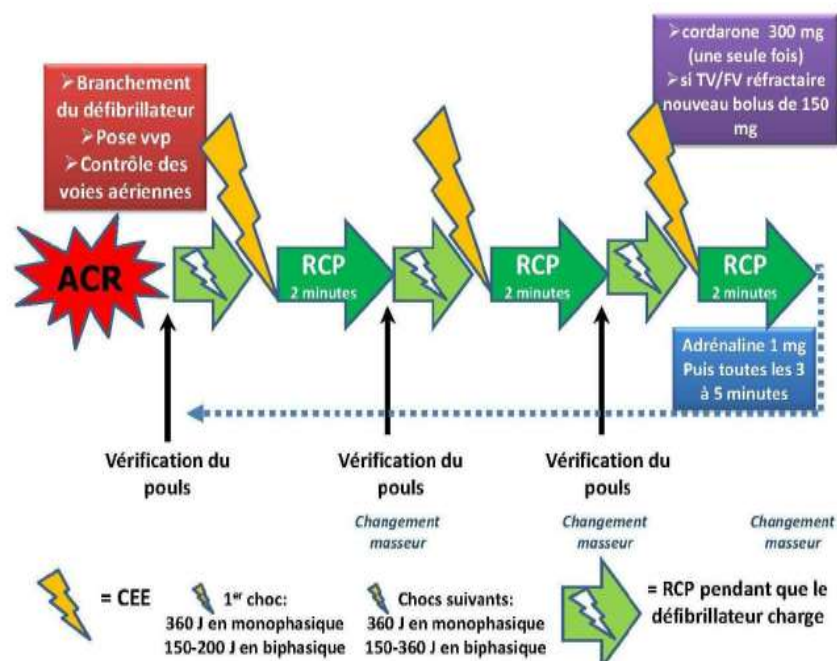 ➢cordarone 300 mg
(une seule fois)
➢si TV/FV réfractaire
nouveau bolus de 150
mg
➢Branchement
du défibrillateur
➢Pose vvp
➢Contrôle des
voies aériennes
ACR
RCP
2 minutes
RCP
2 minutes
RCP
2 minutes
Adrénaline 1 mg
Puis toutes les 3
à 5 minutes
Vérification du
pouls
Vérification du
pouls
Vérification du
pouls
Changement
masseur
Changement
masseur
Changement
masseur
= CEE
1er choc:
360 J en monophasique
150-200 J en biphasique
Chocs suivants:
360 J en monophasique
150-360 J en biphasique
= RCP pendant que le
défibrillateur charge